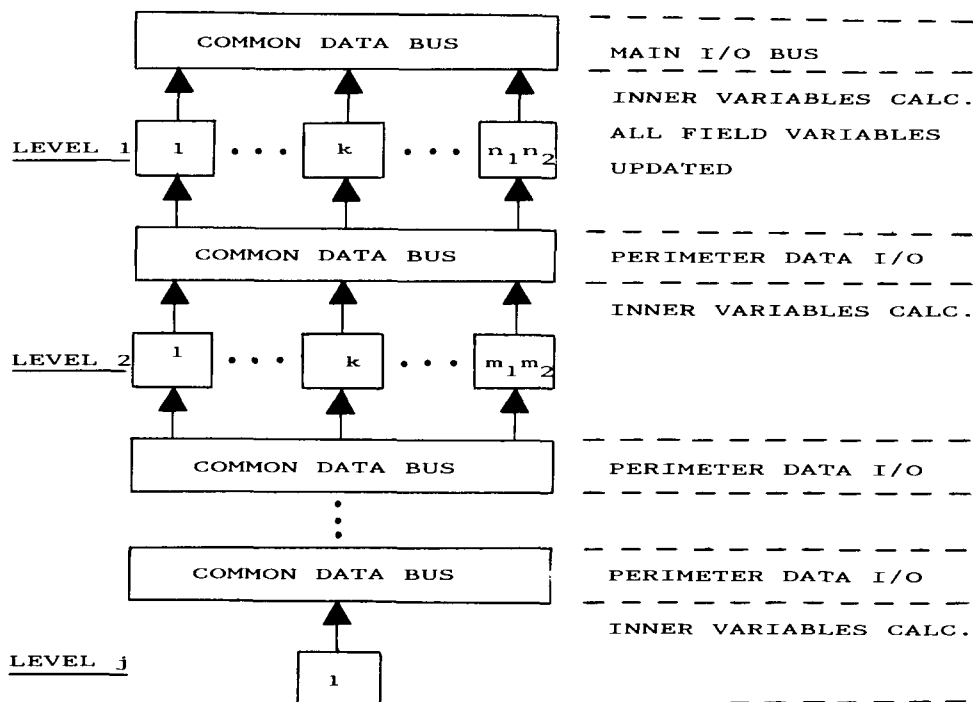 COMMON DATA BUS
MAIN I/O BUS
INNER VARIABLES CALC.
LEVEL 1
1 • • • k • • • n₁n₂
ALL FIELD VARIABLES
UPDATED
COMMON DATA BUS
PERIMETER DATA I/O
INNER VARIABLES CALC.
LEVEL 2
1 • • • k • • • m₁m₂
COMMON DATA BUS
PERIMETER DATA I/O
COMMON DATA BUS
PERIMETER DATA I/O
INNER VARIABLES CALC.
LEVEL j
1